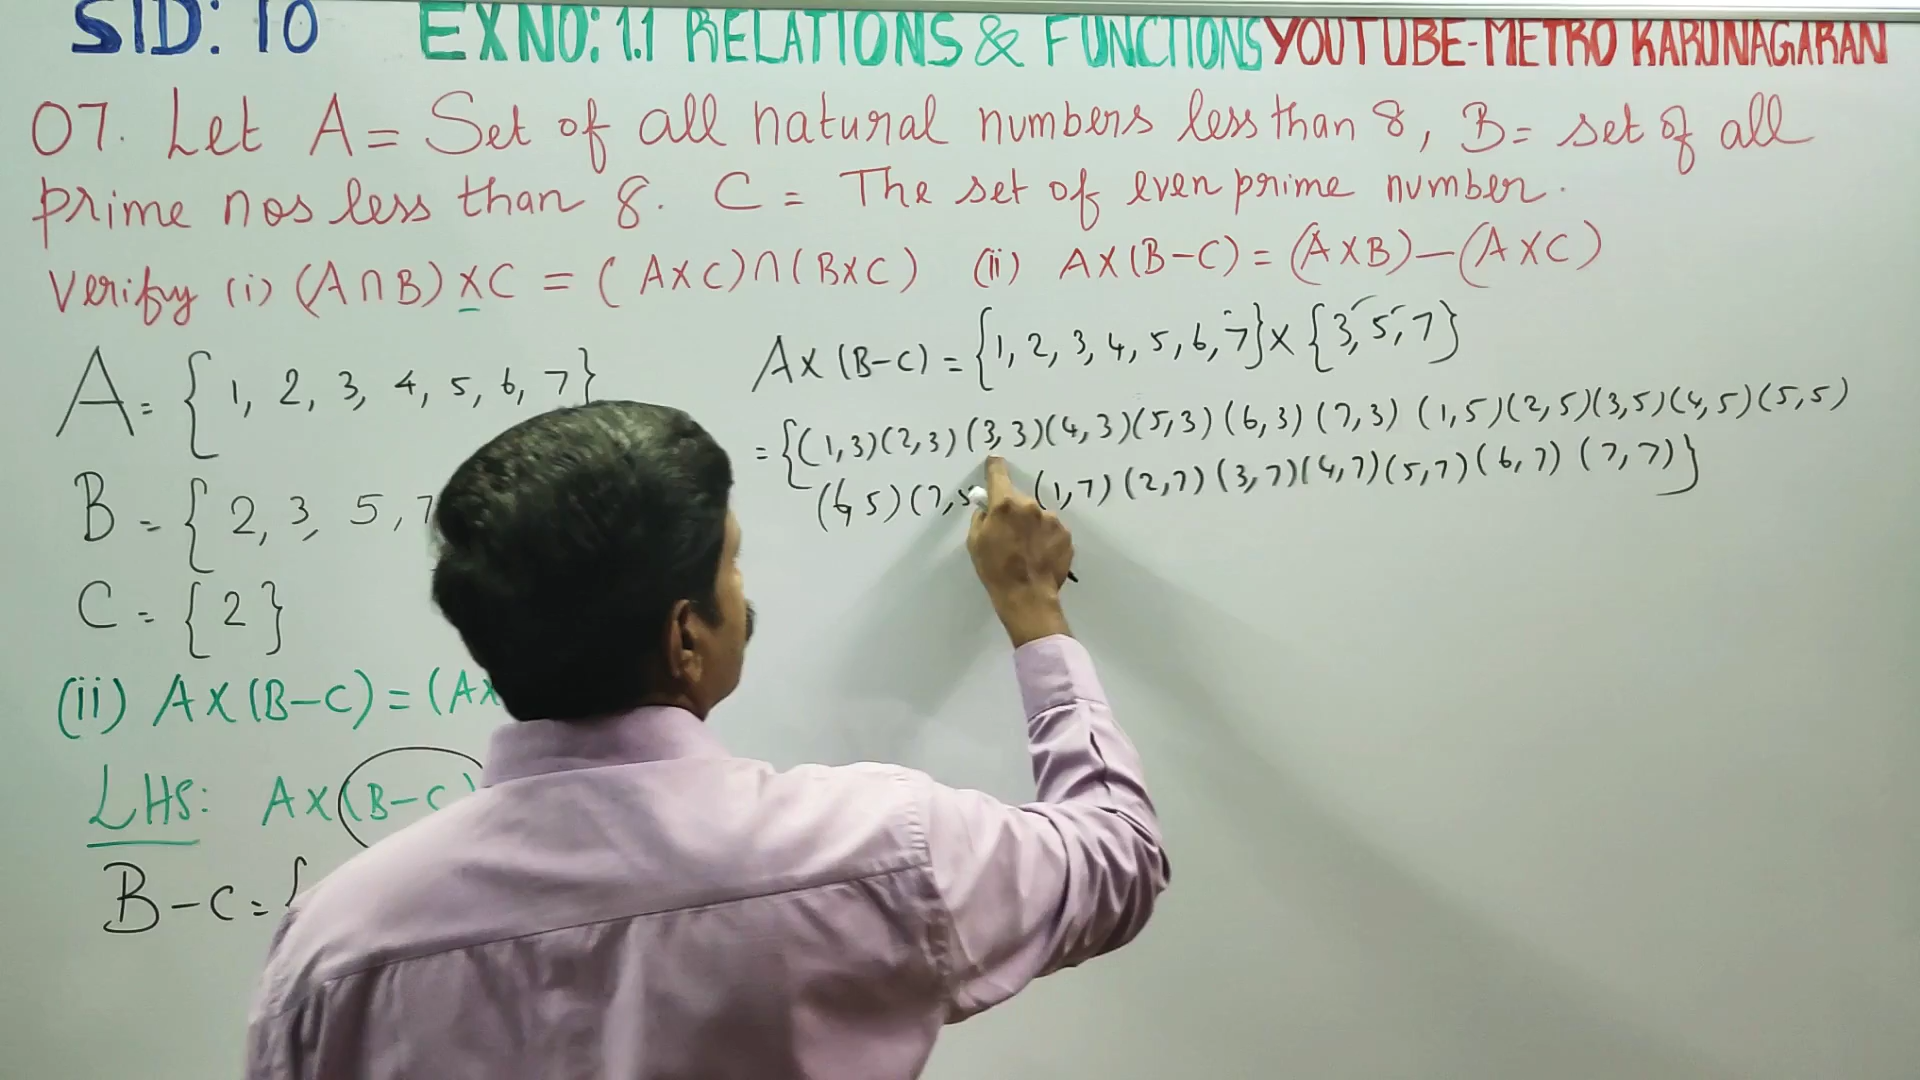 STD: 10 EXNO: 1.1 RELATIONS & FUNCTIONS YOUTUBE-METRO KARUNAGARAN
07. Let A = Set of all natural numbers less than 8, B = set of all
prime nos less than 8. C = The set of even prime number.
Verify (i) (A∩B)×C = (A×C)∩(B×C) (ii) A×(B-C) = (A×B)-(A×C)
A = {1, 2, 3, 4, 5, 6, 7}
B = {2, 3, 5, 7
C = {2}
(ii) A×(B-C) = (A×
LHS: A×(B-C)
B-C = {
A×(B-C) = {1, 2, 3, 4, 5, 6, 7}×{3, 5, 7}
= {(1,3)(2,3)(3,3)(4,3)(5,3)(6,3)(7,3) (1,5)(2,5)(3,5)(4,5)(5,5)
(6,5)(7,5 (1,7)(2,7)(3,7)(4,7)(5,7)(6,7)(7,7)}